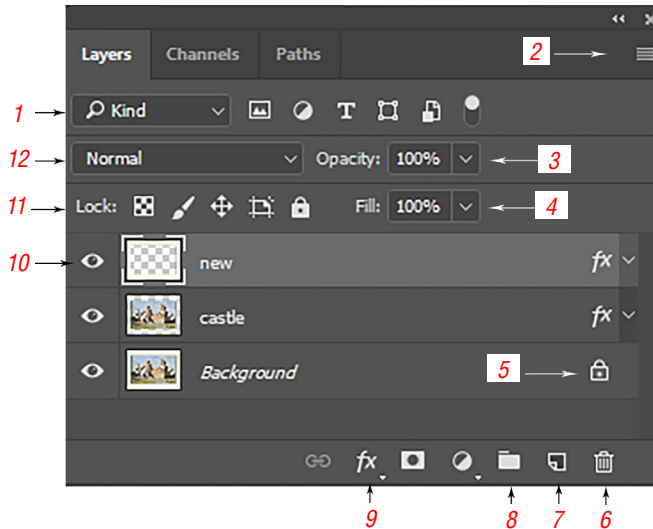 Layers Channels Paths 2
1 Kind T
12 Normal Opacity: 100% 3
11 Lock: Fill: 100% 4
10 new fx
castle fx
Background 5
fx
9 8 7 6